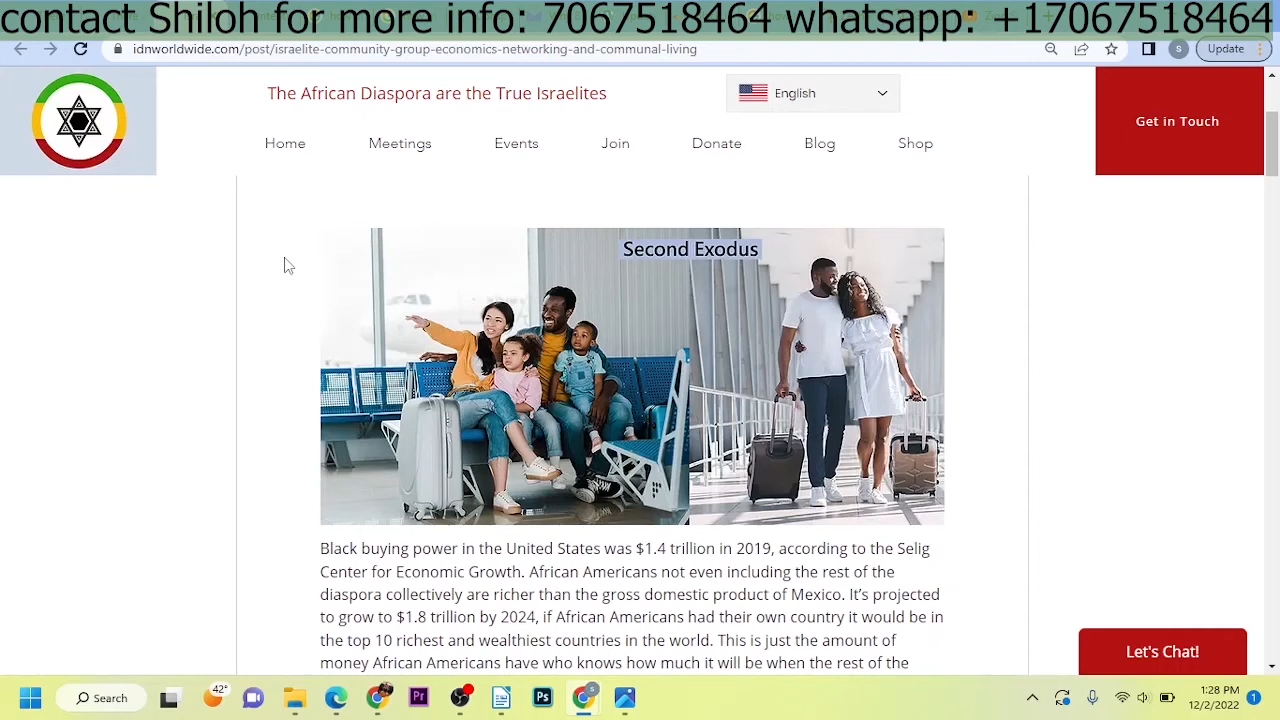 contact Shiloh for more info: 7067518464 whatsapp: +17067518464
idnworldwide.com/post/israelite-community-group-economics-networking-and-communal-living
S
Update
The African Diaspora are the True Israelites
English
Get in Touch
Home
Meetings
Events
Join
Donate
Blog
Shop
Second Exodus
Black buying power in the United States was $1.4 trillion in 2019, according to the Selig
Center for Economic Growth. African Americans not even including the rest of the
diaspora collectively are richer than the gross domestic product of Mexico. It’s projected
to grow to $1.8 trillion by 2024, if African Americans had their own country it would be in
the top 10 richest and wealthiest countries in the world. This is just the amount of
money African Americans have who knows how much it will be when the rest of the
Let's Chat!
Search
42°
Pr
Ps
1:28 PM
12/2/2022
1